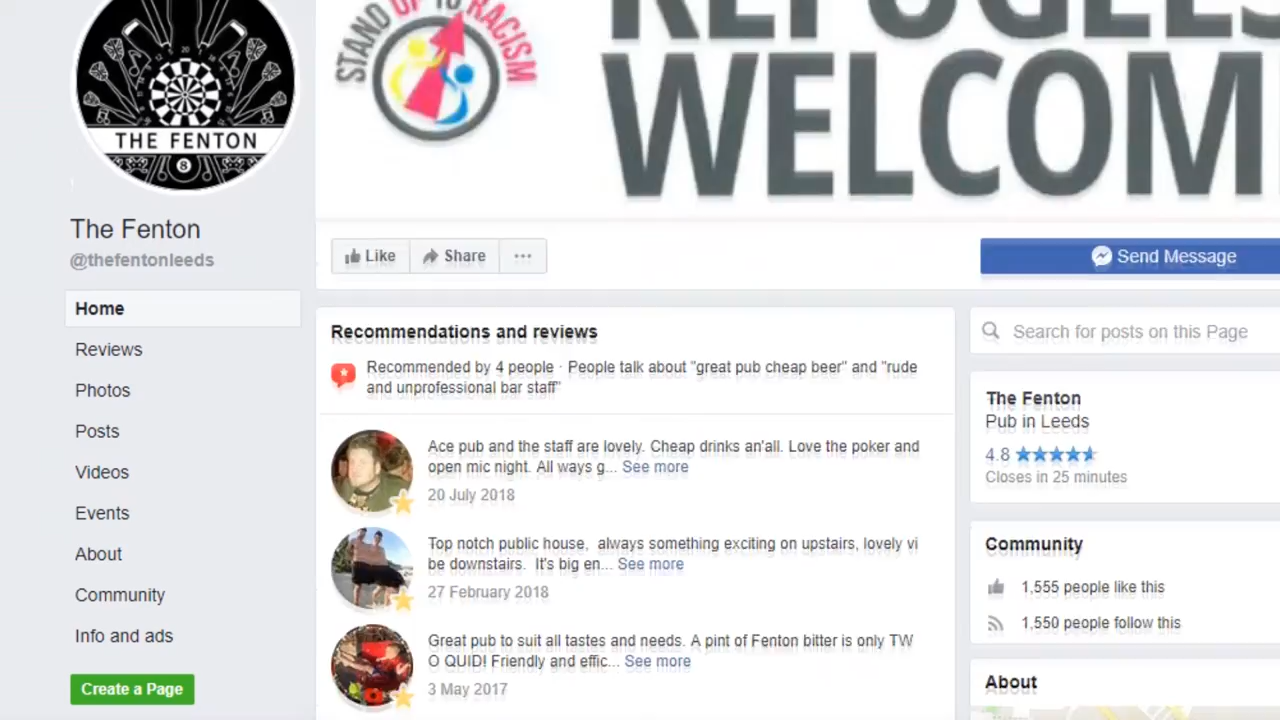 STAND UP TO RACISM
REFUGEES
WELCOM
THE FENTON
8
The Fenton
@thefentonleeds
Like
Share
...
Send Message
Home
Reviews
Photos
Posts
Videos
Events
About
Community
Info and ads
Create a Page
Recommendations and reviews
Recommended by 4 people · People talk about "great pub cheap beer" and "rude
and unprofessional bar staff"
Ace pub and the staff are lovely. Cheap drinks an'all. Love the poker and
open mic night. All ways g... See more
20 July 2018
Top notch public house, always something exciting on upstairs, lovely vi
be downstairs. It's big en... See more
27 February 2018
Great pub to suit all tastes and needs. A pint of Fenton bitter is only TW
O QUID! Friendly and effic... See more
3 May 2017
Search for posts on this Page
The Fenton
Pub in Leeds
4.8
Closes in 25 minutes
Community
1,555 people like this
1,550 people follow this
About